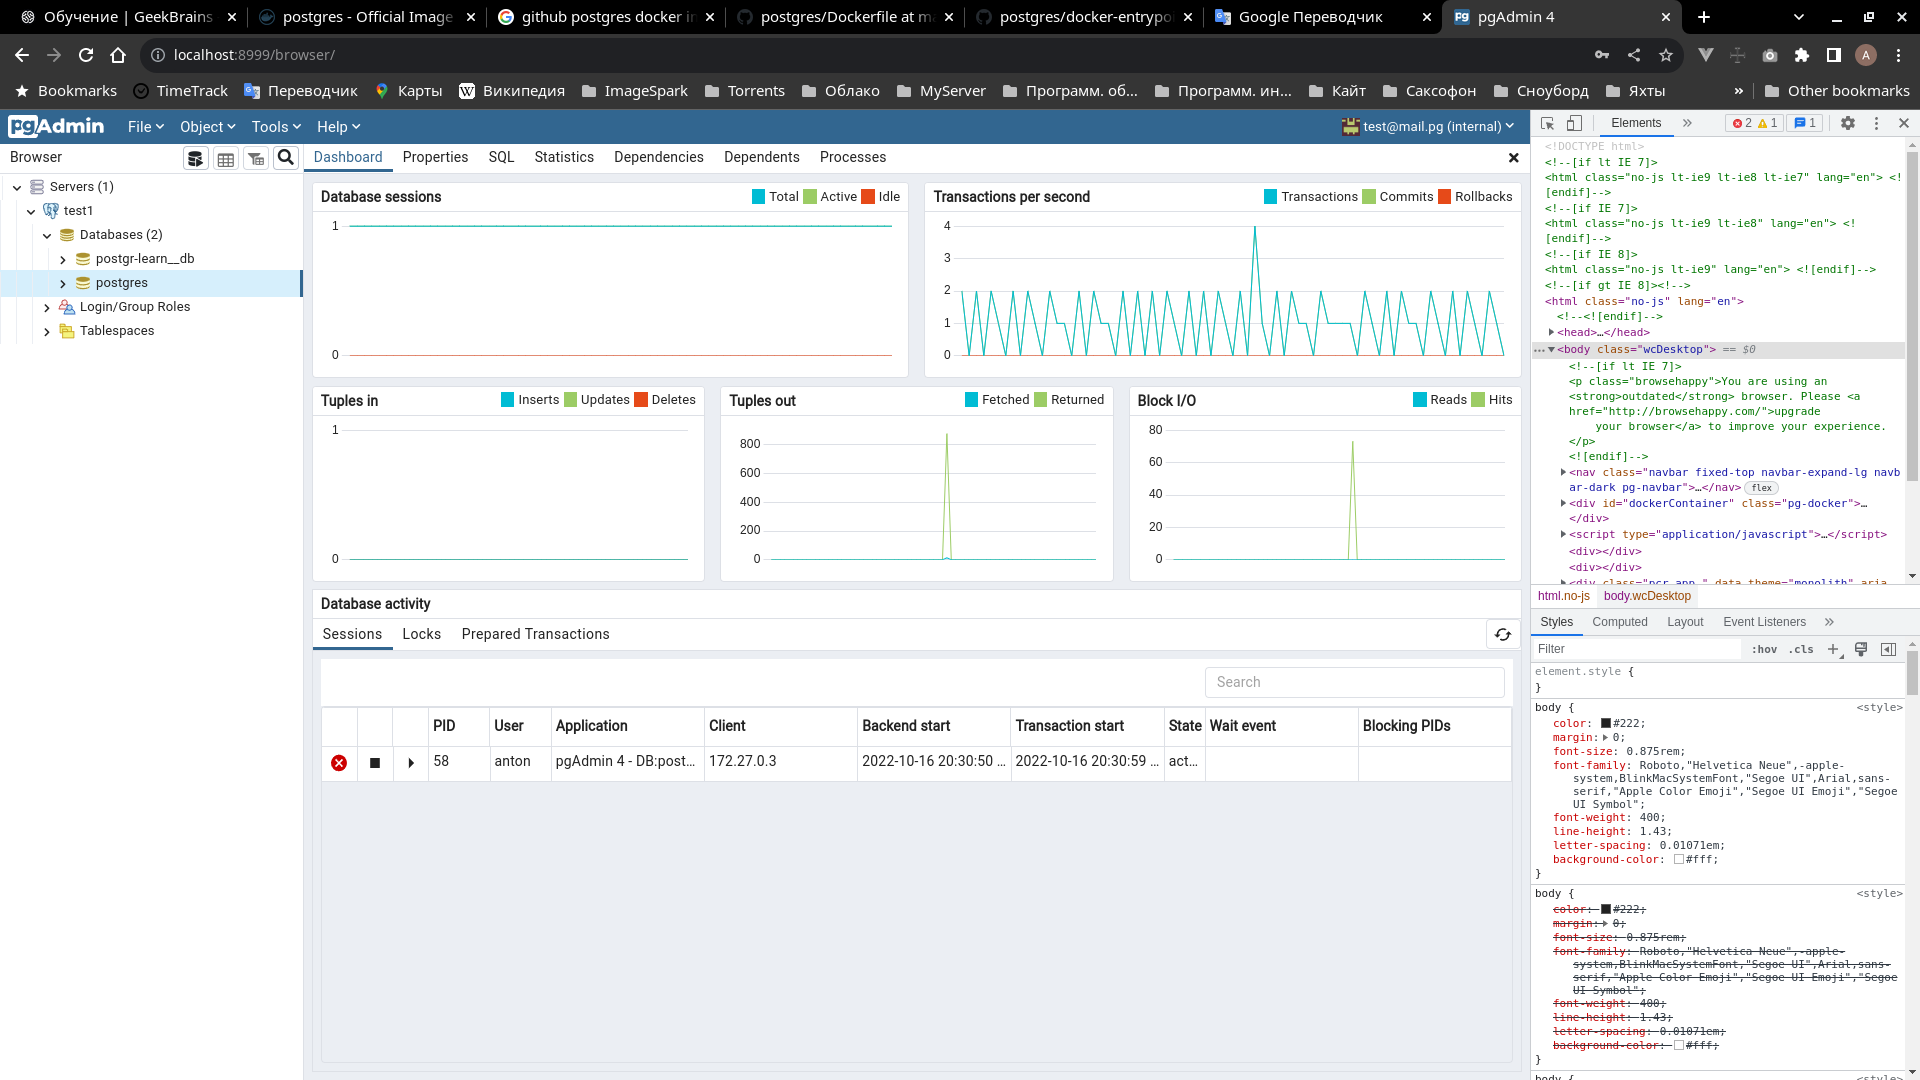 Обучение | GeekBrains
postgres - Official Image
github postgres docker in
postgres/Dockerfile at ma
postgres/docker-entrypoi
Google Переводчик
pgAdmin 4
localhost:8999/browser/
A
Bookmarks
TimeTrack
Переводчик
Карты
Википедия
ImageSpark
Torrents
Облако
MyServer
Программ. об...
Программ. ин...
Кайт
Саксофон
Сноуборд
Яхты
»
Other bookmarks
pgAdmin
File
Object
Tools
Help
test@mail.pg (internal)
Browser
Dashboard
Properties
SQL
Statistics
Dependencies
Dependents
Processes
Servers (1)
test1
Databases (2)
postgr-learn__db
postgres
Login/Group Roles
Tablespaces
Database sessions
Total Active Idle
1
0
Transactions per second
Transactions Commits Rollbacks
4
3
2
1
0
Tuples in
Inserts Updates Deletes
1
0
Tuples out
Fetched Returned
800
600
400
200
0
Block I/O
Reads Hits
80
60
40
20
0
Database activity
Sessions
Locks
Prepared Transactions
Search
PID User Application Client Backend start Transaction start State Wait event Blocking PIDs
58 anton pgAdmin 4 - DB:post... 172.27.0.3 2022-10-16 20:30:50 ... 2022-10-16 20:30:59 ... act...
Elements
»
2 1 1
<!DOCTYPE html>
<!--[if lt IE 7]>
<html class="no-js lt-ie9 lt-ie8 lt-ie7" lang="en"> <!
[endif]-->
<!--[if IE 7]>
<html class="no-js lt-ie9 lt-ie8" lang="en"> <!
[endif]-->
<!--[if IE 8]>
<html class="no-js lt-ie9" lang="en"> <![endif]-->
<!--[if gt IE 8]><!-->
<html class="no-js" lang="en">
<!--<![endif]-->
<head>…</head>
<body class="wcDesktop"> == $0
<!--[if lt IE 7]>
<p class="browsehappy">You are using an
<strong>outdated</strong> browser. Please <a
href="http://browsehappy.com/">upgrade
your browser</a> to improve your experience.
</p>
<![endif]-->
<nav class="navbar fixed-top navbar-expand-lg navb
ar-dark pg-navbar">…</nav> flex
<div id="dockerContainer" class="pg-docker">…
</div>
<script type="application/javascript">…</script>
<div></div>
<div></div>
<div class="pcr-app " data-theme="monolith" aria-
html.no-js
body.wcDesktop
Styles
Computed
Layout
Event Listeners
»
Filter
:hov .cls +
element.style {
}
body { <style>
color: #222;
margin: 0;
font-size: 0.875rem;
font-family: Roboto,"Helvetica Neue",-apple-
system,BlinkMacSystemFont,"Segoe UI",Arial,sans-
serif,"Apple Color Emoji","Segoe UI Emoji","Segoe
UI Symbol";
font-weight: 400;
line-height: 1.43;
letter-spacing: 0.01071em;
background-color: #fff;
}
body { <style>
color: #222;
margin: 0;
font-size: 0.875rem;
font-family: Roboto,"Helvetica Neue",-apple-
system,BlinkMacSystemFont,"Segoe UI",Arial,sans-
serif,"Apple Color Emoji","Segoe UI Emoji","Segoe
UI Symbol";
font-weight: 400;
line-height: 1.43;
letter-spacing: 0.01071em;
background-color: #fff;
}
body { <style>